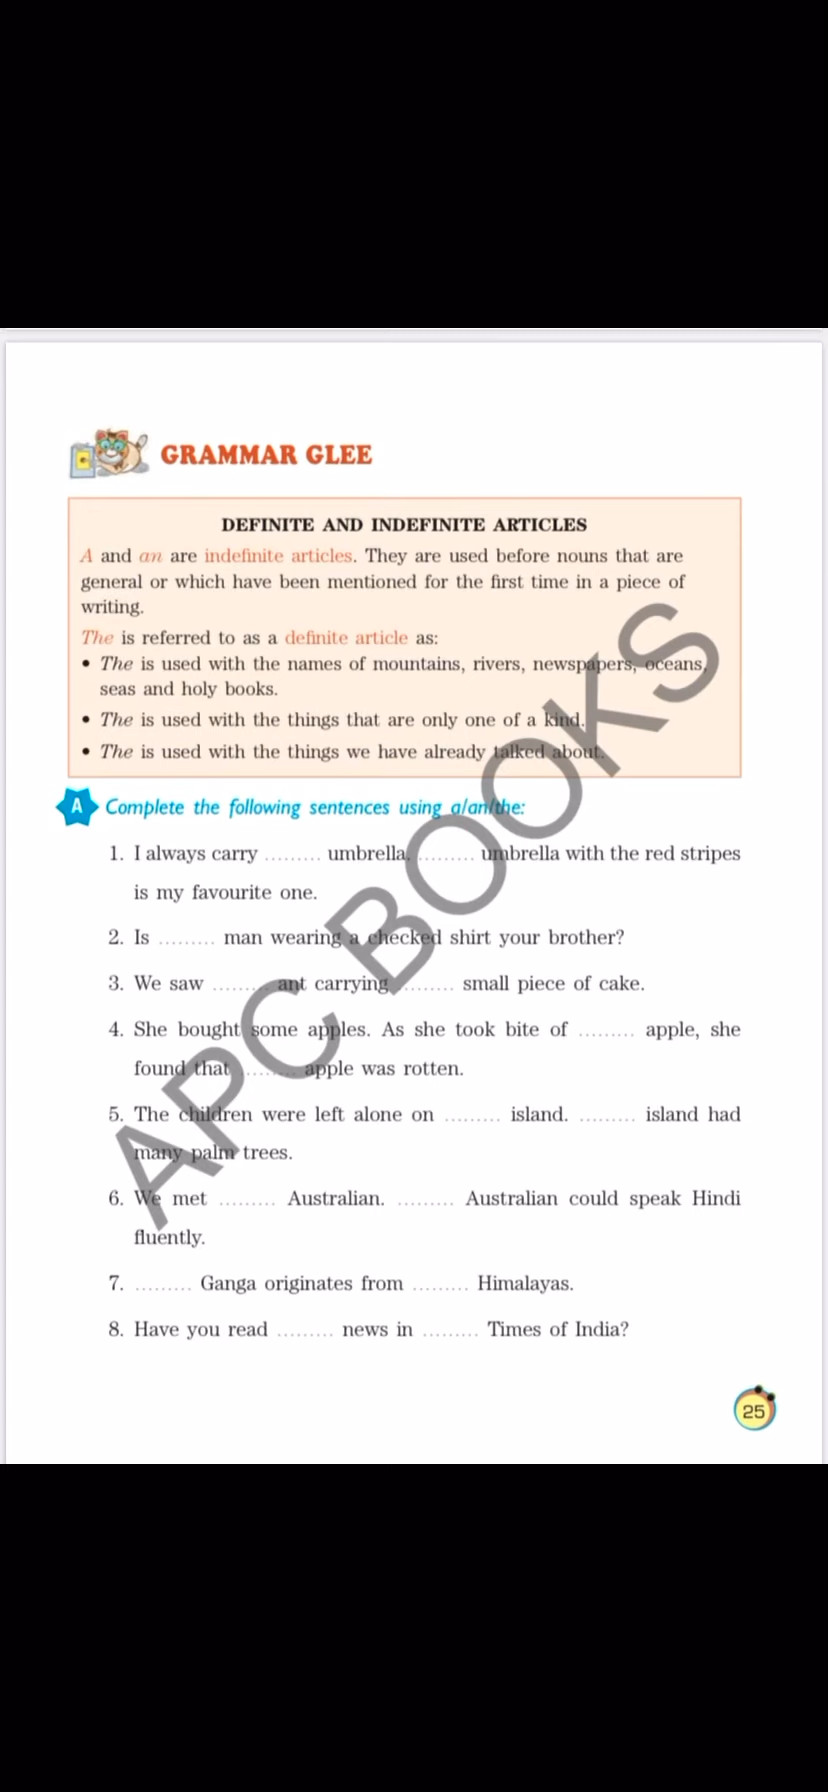 GRAMMAR GLEE
DEFINITE AND INDEFINITE ARTICLES
A and an are indefinite articles. They are used before nouns that are
general or which have been mentioned for the first time in a piece of
writing.
The is referred to as a definite article as:
• The is used with the names of mountains, rivers, newspapers, oceans,
seas and holy books.
• The is used with the things that are only one of a kind.
• The is used with the things we have already talked about.
A Complete the following sentences using a/an/the:
1. I always carry ......... umbrella. ......... umbrella with the red stripes
is my favourite one.
2. Is ......... man wearing a checked shirt your brother?
3. We saw ......... ant carrying ......... small piece of cake.
4. She bought some apples. As she took bite of ......... apple, she
found that ......... apple was rotten.
5. The children were left alone on ......... island. ......... island had
many palm trees.
6. We met ......... Australian. ......... Australian could speak Hindi
fluently.
7. ......... Ganga originates from ......... Himalayas.
8. Have you read ......... news in ......... Times of India?
25
APC BOOKS